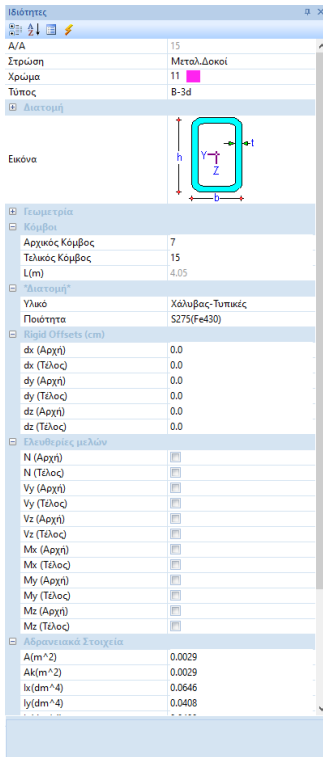 Ιδιότητες
Α/Α 15
Στρώση Μεταλ.Δοκοί
Χρώμα 11
Τύπος B-3d
Διατομή
Εικόνα h Y Z t b
Γεωμετρία
Κόμβοι
Αρχικός Κόμβος 7
Τελικός Κόμβος 15
L(m) 4.05
"Διατομή"
Υλικό Χάλυβας-Τυπικές
Ποιότητα S275(Fe430)
Rigid Offsets (cm)
dx (Αρχή) 0.0
dx (Τέλος) 0.0
dy (Αρχή) 0.0
dy (Τέλος) 0.0
dz (Αρχή) 0.0
dz (Τέλος) 0.0
Ελευθερίες μελών
N (Αρχή)
N (Τέλος)
Vy (Αρχή)
Vy (Τέλος)
Vz (Αρχή)
Vz (Τέλος)
Mx (Αρχή)
Mx (Τέλος)
My (Αρχή)
My (Τέλος)
Mz (Αρχή)
Mz (Τέλος)
Αδρανειακά Στοιχεία
A(m^2) 0.0029
Ak(m^2) 0.0029
Ix(dm^4) 0.0646
Iy(dm^4) 0.0408